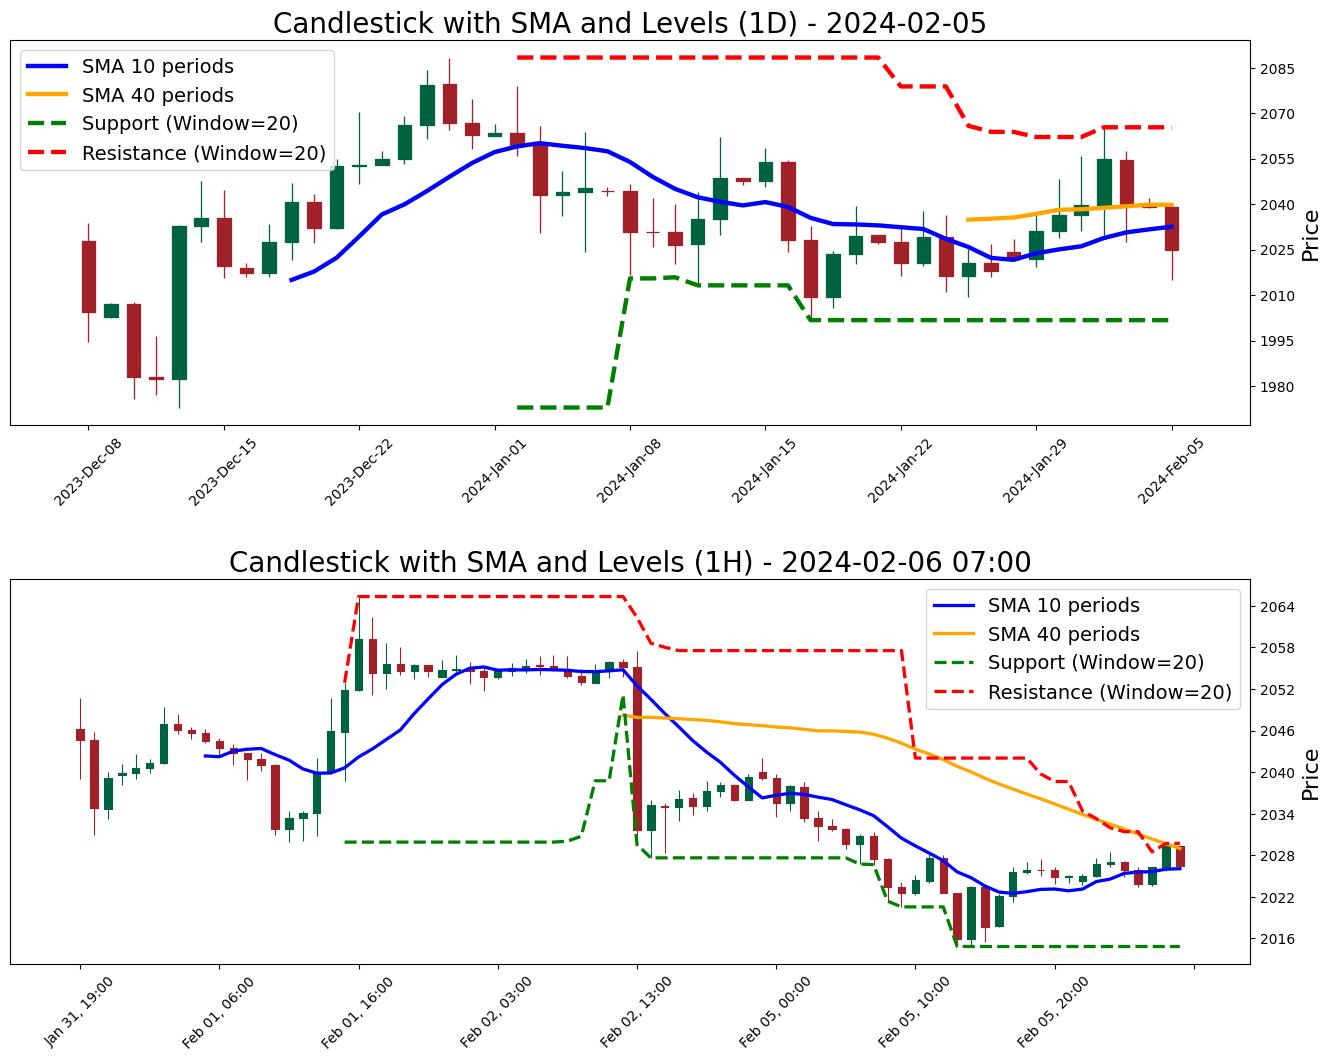 Candlestick with SMA and Levels (1D) - 2024-02-05
SMA 10 periods
SMA 40 periods
Support (Window=20)
Resistance (Window=20)
2085
2070
2055
2040
2025
2010
1995
1980
Price
2023-Dec-08
2023-Dec-15
2023-Dec-22
2024-Jan-01
2024-Jan-08
2024-Jan-15
2024-Jan-22
2024-Jan-29
2024-Feb-05
Candlestick with SMA and Levels (1H) - 2024-02-06 07:00
SMA 10 periods
SMA 40 periods
Support (Window=20)
Resistance (Window=20)
2064
2058
2052
2046
2040
2034
2028
2022
2016
Price
Jan 31, 19:00
Feb 01, 06:00
Feb 01, 16:00
Feb 02, 03:00
Feb 02, 13:00
Feb 05, 00:00
Feb 05, 10:00
Feb 05, 20:00